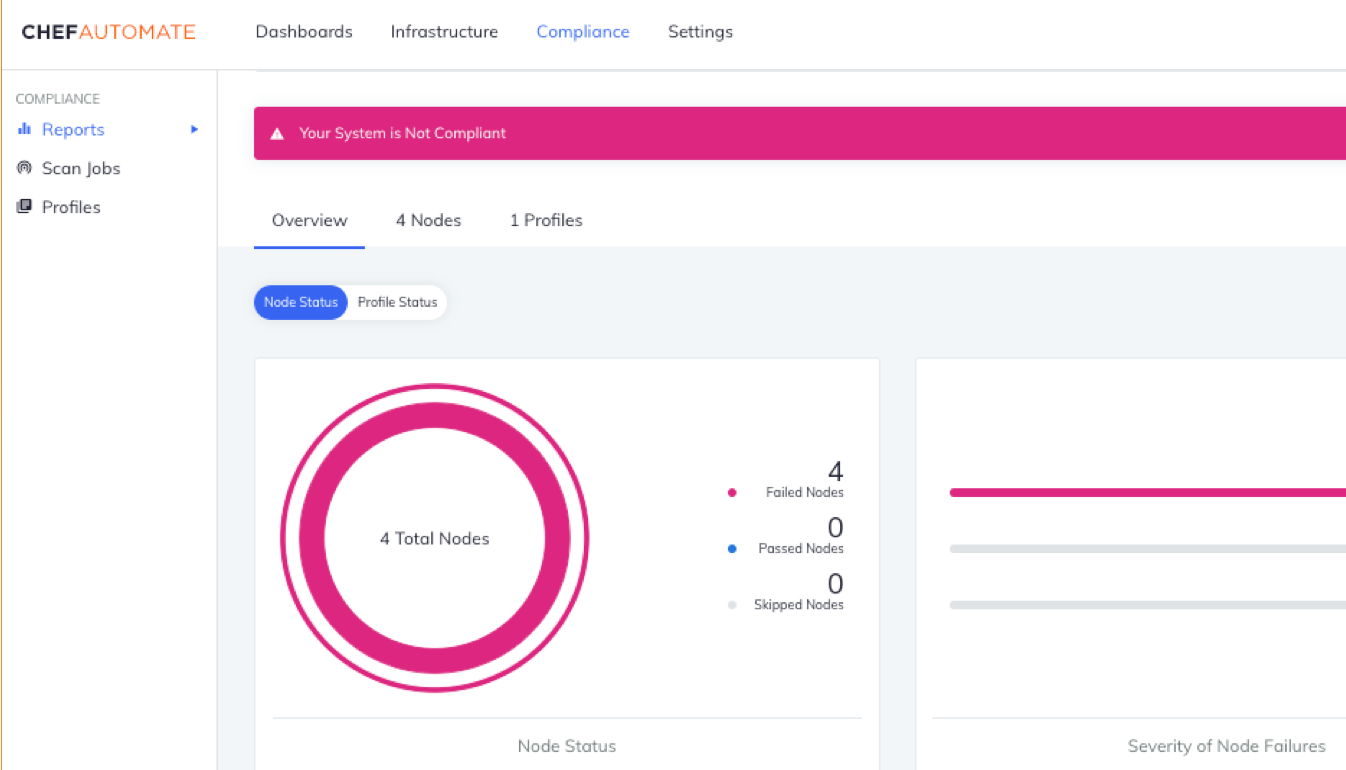 CHEFAUTOMATE
Dashboards Infrastructure Compliance Settings
COMPLIANCE
Reports
Scan Jobs
Profiles
Your System is Not Compliant
Overview 4 Nodes 1 Profiles
Node Status Profile Status
4 Total Nodes
4
Failed Nodes
0
Passed Nodes
0
Skipped Nodes
Node Status
Severity of Node Failures